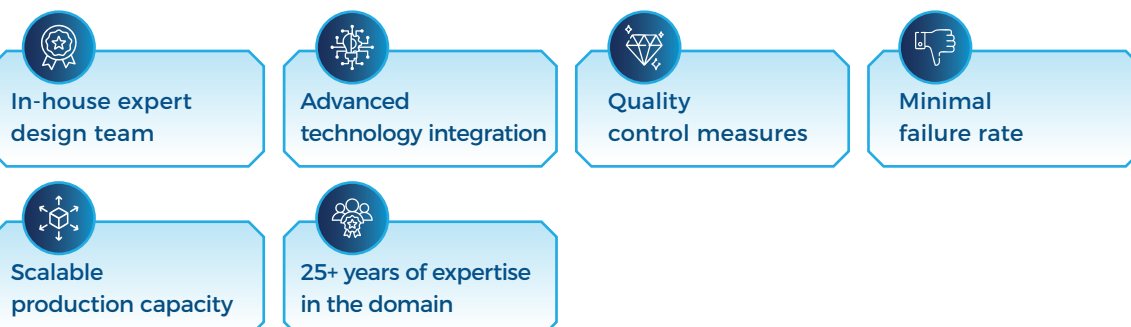 In-house expert
design team
Advanced
technology integration
Quality
control measures
Minimal
failure rate
Scalable
production capacity
25+ years of expertise
in the domain